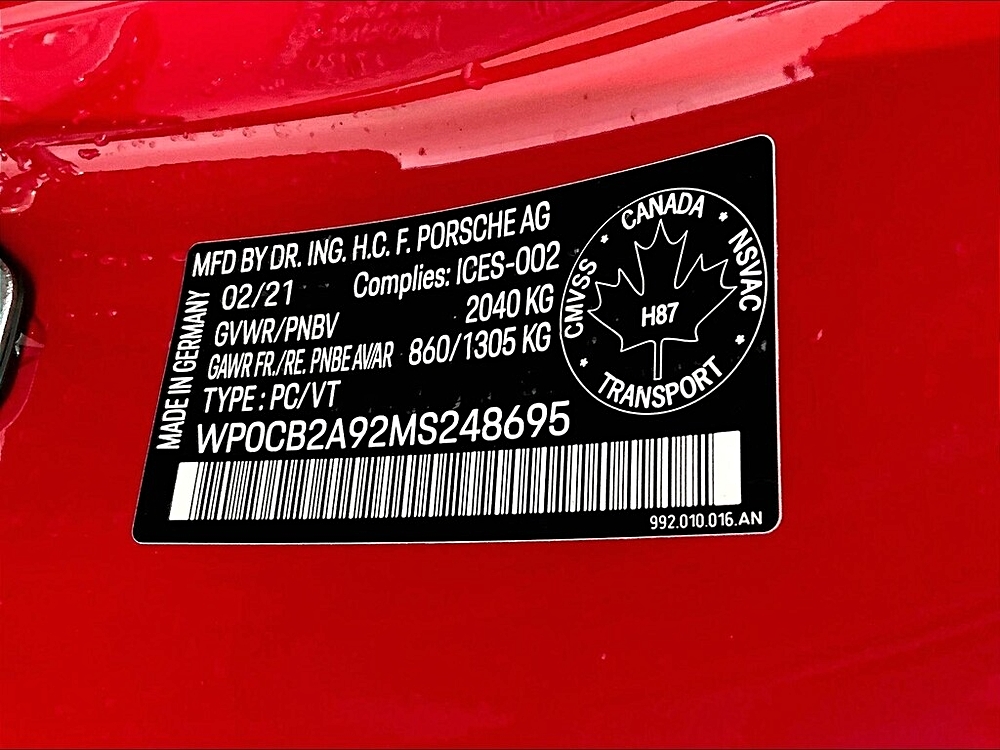 MFD BY DR. ING. H.C. F. PORSCHE AG
02/21 Complies: ICES-002
GVWR/PNBV 2040 KG
GAWR FR./RE. PNBE AV/AR 860/1305 KG
TYPE : PC/VT
WP0CB2A92MS248695
992.010.016.AN
MADE IN GERMANY
CANADA
NSVAC
TRANSPORT
CMVSS
H87